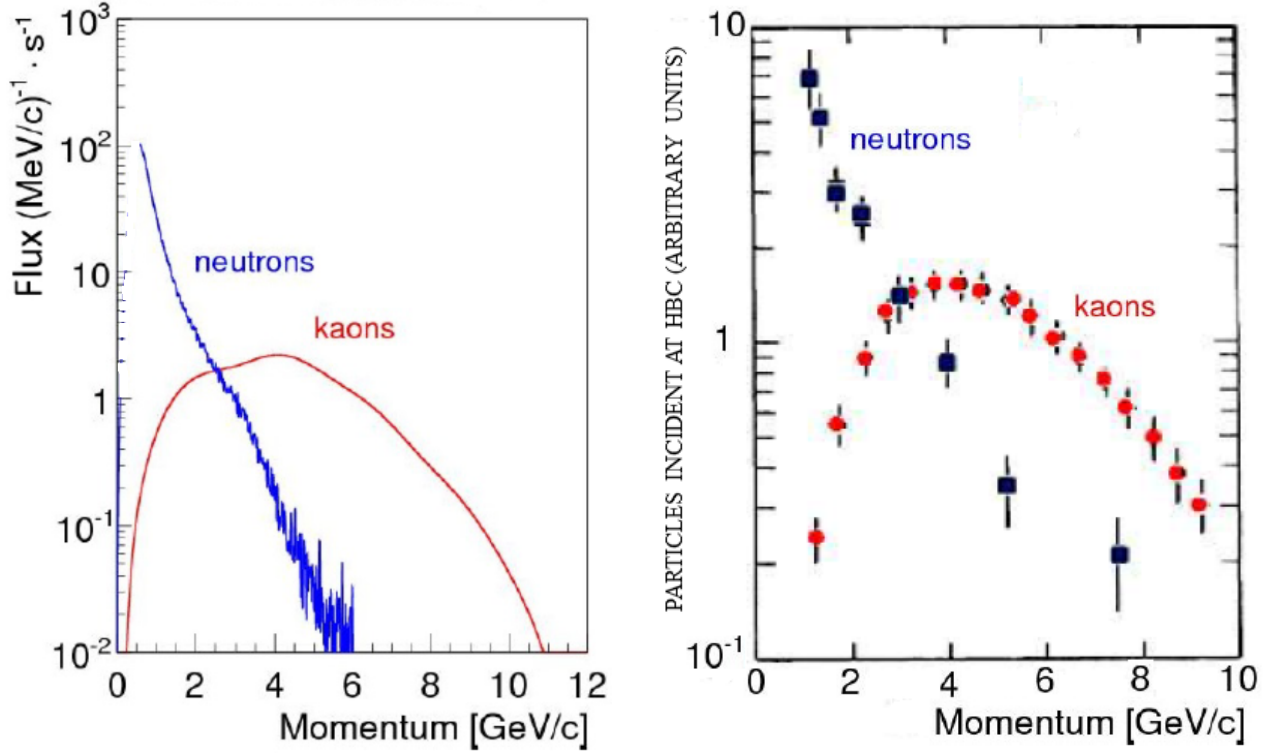 10³
10²
10
1
10⁻¹
10⁻²
Flux (MeV/c)⁻¹ · s⁻¹
neutrons
kaons
0 2 4 6 8 10 12
Momentum [GeV/c]
10
1
10⁻¹
PARTICLES INCIDENT AT HBC (ARBITRARY UNITS)
neutrons
kaons
0 2 4 6 8 10
Momentum [GeV/c]